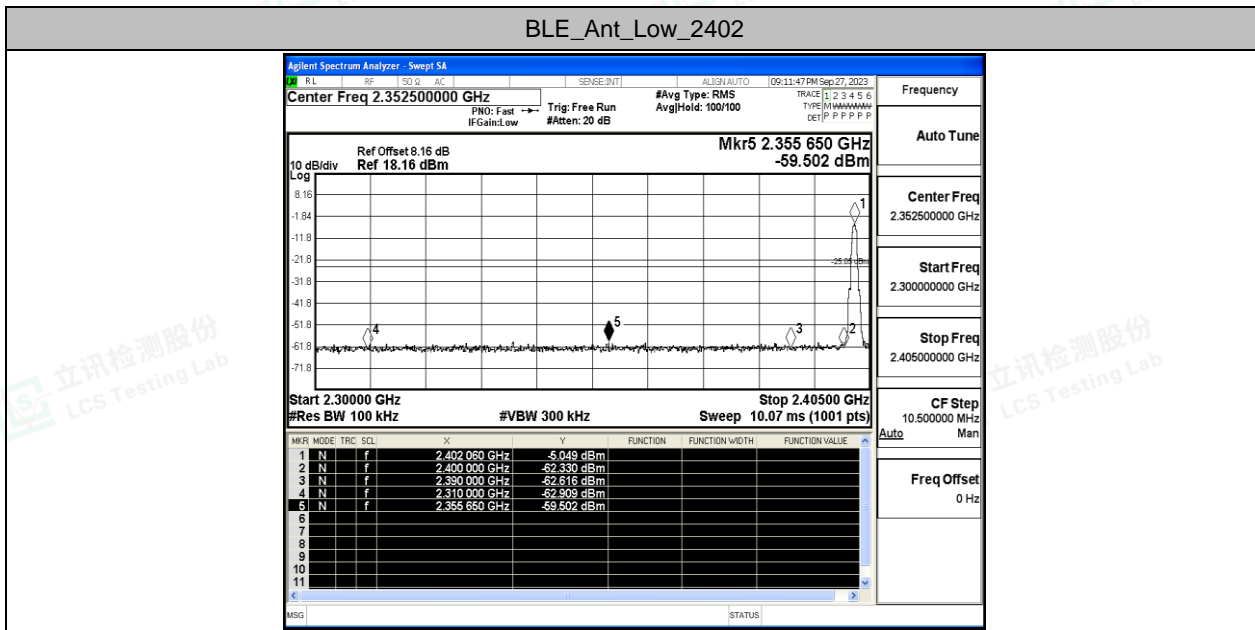 BLE_Ant_Low_2402
Agilent Spectrum Analyzer - Swept SA
RL RF 50 Ω AC SENSE:INT ALIGN AUTO 09:11:47 PM Sep 27, 2023
Center Freq 2.352500000 GHz
PNO: Fast
IFGain:Low
Trig: Free Run
#Atten: 20 dB
#Avg Type: RMS
Avg|Hold: 100/100
TRACE 1 2 3 4 5 6
TYPE M W W W W W
DET P P P P P P
Frequency
Ref Offset 8.16 dB
10 dB/div Ref 18.16 dBm
Mkr5 2.355 650 GHz
-59.502 dBm
Log
8.16
-1.84
-11.8
-21.8
-31.8
-41.8
-51.8
-61.8
-71.8
1
-25.05 dBm
4
5
3
2
Start 2.30000 GHz Stop 2.40500 GHz
#Res BW 100 kHz #VBW 300 kHz Sweep 10.07 ms (1001 pts)
MKR MODE TRC SCL X Y FUNCTION FUNCTION WIDTH FUNCTION VALUE
1 N f 2.402 060 GHz -5.049 dBm
2 N f 2.400 000 GHz -62.330 dBm
3 N f 2.390 000 GHz -62.616 dBm
4 N f 2.310 000 GHz -62.909 dBm
5 N f 2.355 650 GHz -59.502 dBm
6
7
8
9
10
11
MSG STATUS
Auto Tune
Center Freq
2.352500000 GHz
Start Freq
2.300000000 GHz
Stop Freq
2.405000000 GHz
CF Step
10.500000 MHz
Auto Man
Freq Offset
0 Hz
立讯检测股份
LCS Testing Lab
立讯检测股份
LCS Testing Lab